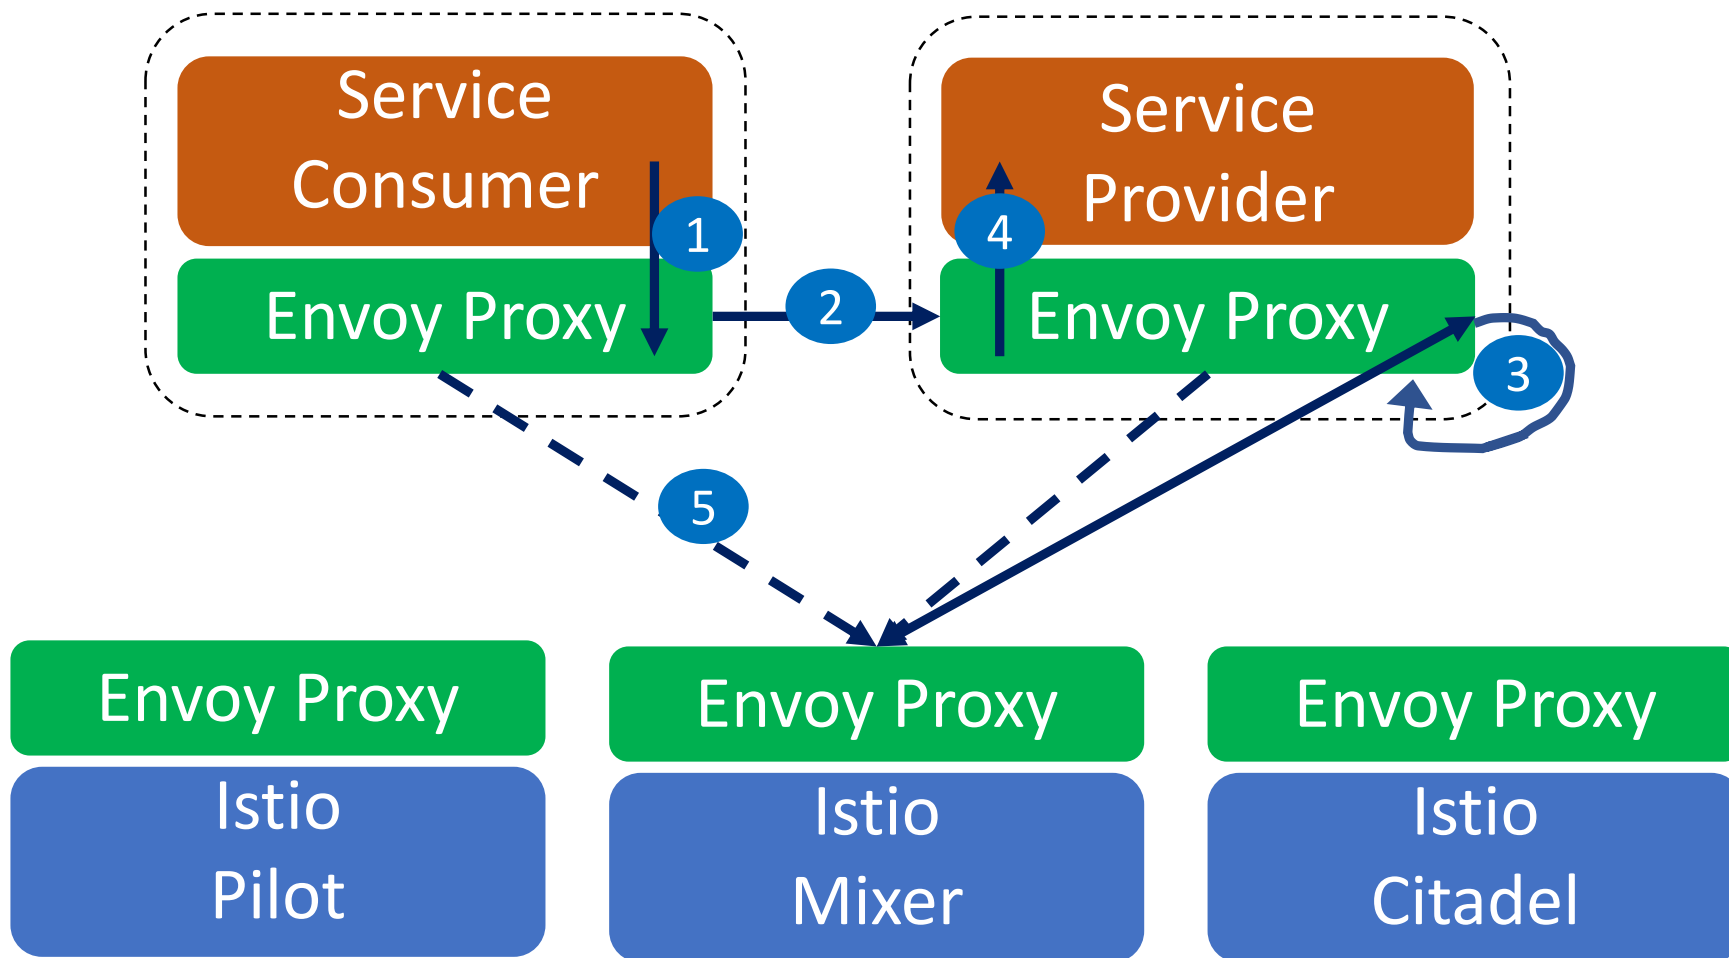 Service
Consumer
Service
Provider
1
4
Envoy Proxy
2
Envoy Proxy
3
5
Envoy Proxy
Envoy Proxy
Envoy Proxy
Istio
Pilot
Istio
Mixer
Istio
Citadel